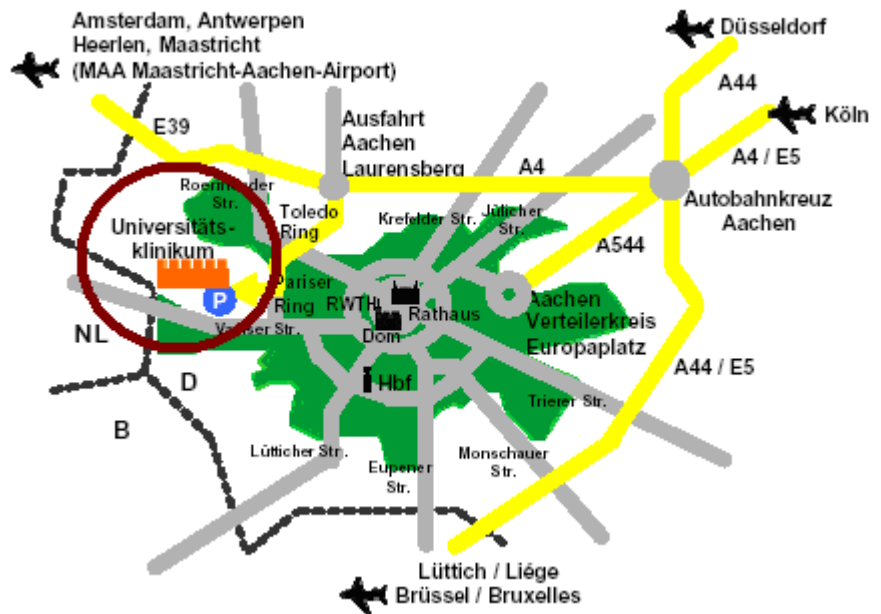 Amsterdam, Antwerpen
Heerlen, Maastricht
(MAA Maastricht-Aachen-Airport)
Düsseldorf
A44
Köln
E39
Ausfahrt
Aachen
Laurensberg
A4
A4 / E5
Autobahnkreuz
Aachen
Roermonder
Str.
Toledo
Ring
Krefelder Str.
Jülicher
Str.
Universitäts-
klinikum
A544
P
Pariser
Ring
RWTH
Rathaus
Dom
Aachen
Verteilerkreis
Europaplatz
Vaalser Str.
NL
D
B
Hbf
A44 / E5
Trierer Str.
Lütticher Str.
Eupener
Str.
Monschauer
Str.
Lüttich / Liége
Brüssel / Bruxelles